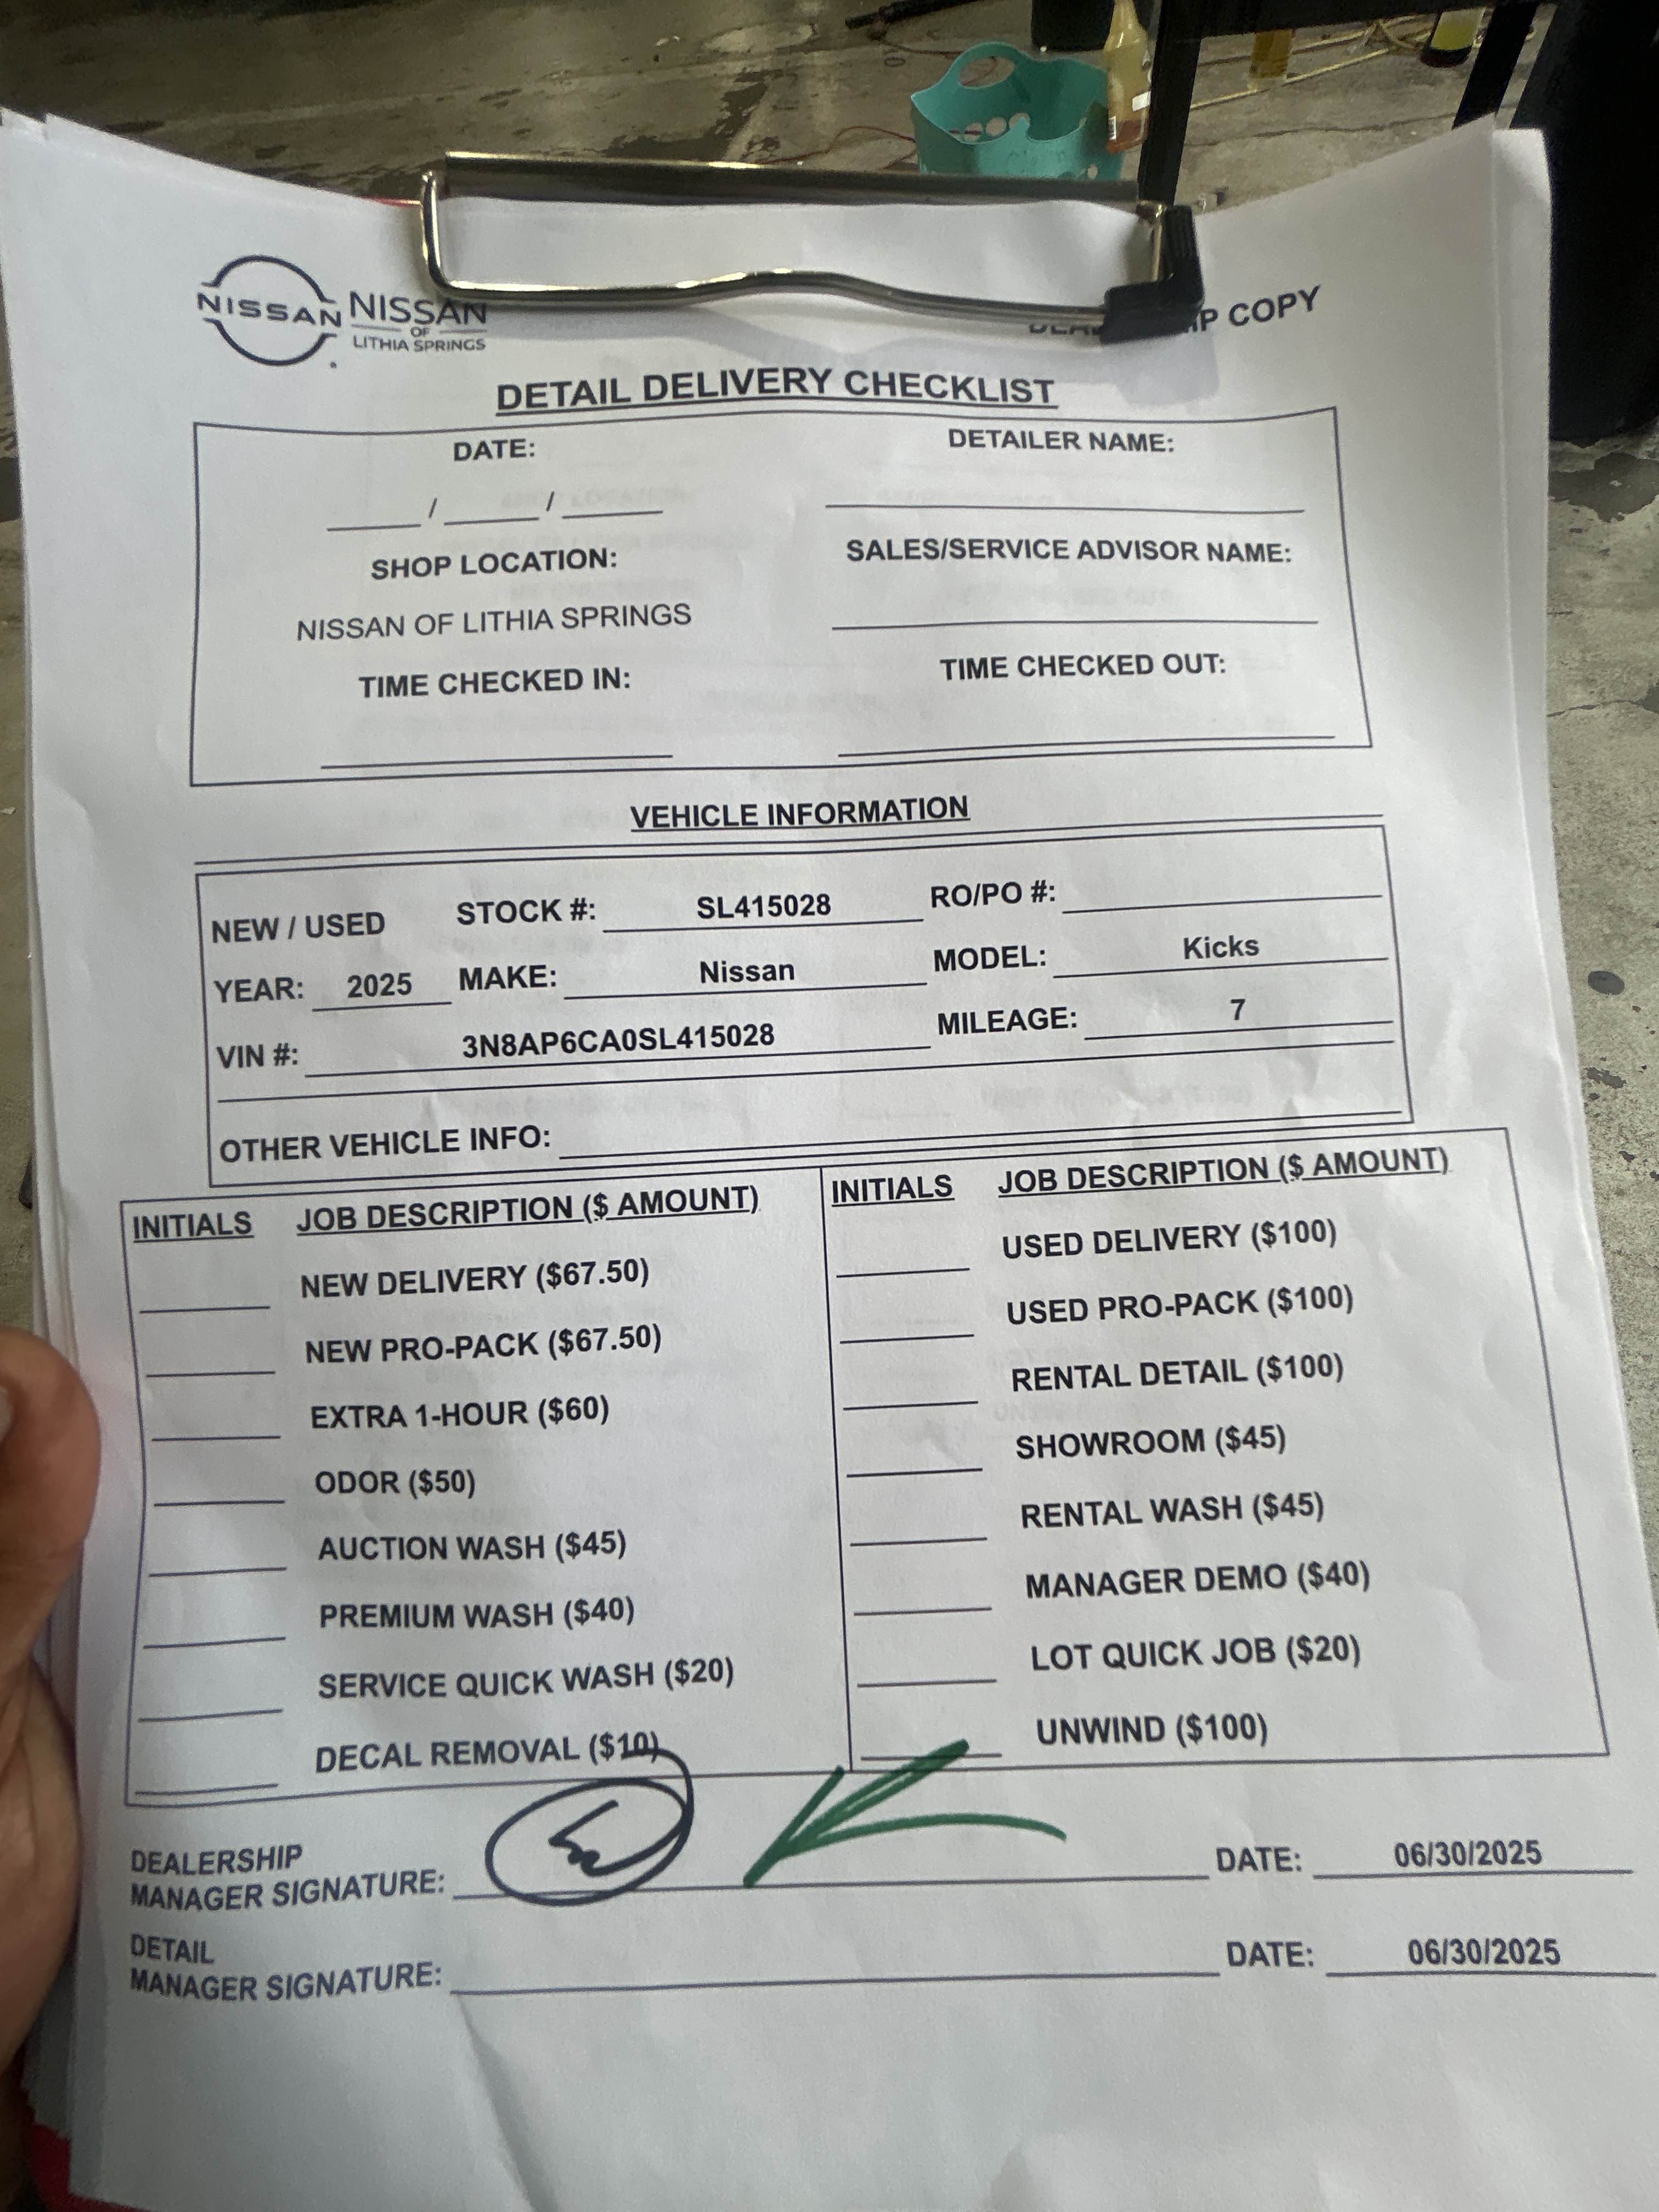 NISSAN NISSAN
OF
LITHIA SPRINGS
COPY
DETAIL DELIVERY CHECKLIST
DATE: DETAILER NAME:
____ / ____ / ____ ____
SHOP LOCATION: SALES/SERVICE ADVISOR NAME:
NISSAN OF LITHIA SPRINGS
TIME CHECKED IN: TIME CHECKED OUT:
VEHICLE INFORMATION
NEW / USED STOCK #: SL415028 RO/PO #:
YEAR: 2025 MAKE: Nissan MODEL: Kicks
VIN #: 3N8AP6CA0SL415028 MILEAGE: 7
OTHER VEHICLE INFO:
INITIALS JOB DESCRIPTION ($ AMOUNT)
NEW DELIVERY ($67.50)
NEW PRO-PACK ($67.50)
EXTRA 1-HOUR ($60)
ODOR ($50)
AUCTION WASH ($45)
PREMIUM WASH ($40)
SERVICE QUICK WASH ($20)
DECAL REMOVAL ($10)
INITIALS JOB DESCRIPTION ($ AMOUNT)
USED DELIVERY ($100)
USED PRO-PACK ($100)
RENTAL DETAIL ($100)
SHOWROOM ($45)
RENTAL WASH ($45)
MANAGER DEMO ($40)
LOT QUICK JOB ($20)
UNWIND ($100)
DEALERSHIP
MANAGER SIGNATURE: DATE: 06/30/2025
DETAIL
MANAGER SIGNATURE: DATE: 06/30/2025